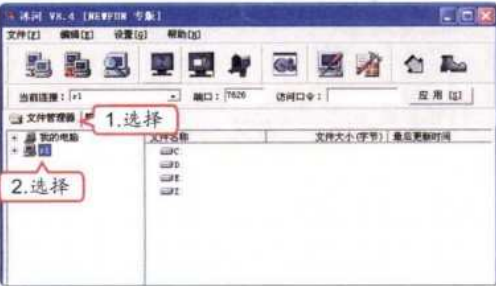 冰河 V8.4 [NEWFUN 专版]
文件[F] 编辑[E] 设置[G] 帮助[H]
当前连接: 端口: 7626 访问口令: 应用[S]
文件管理器 1.选择
我的电脑 文件名称 文件大小(字节) 最后更新时间
C
D
E
2.选择